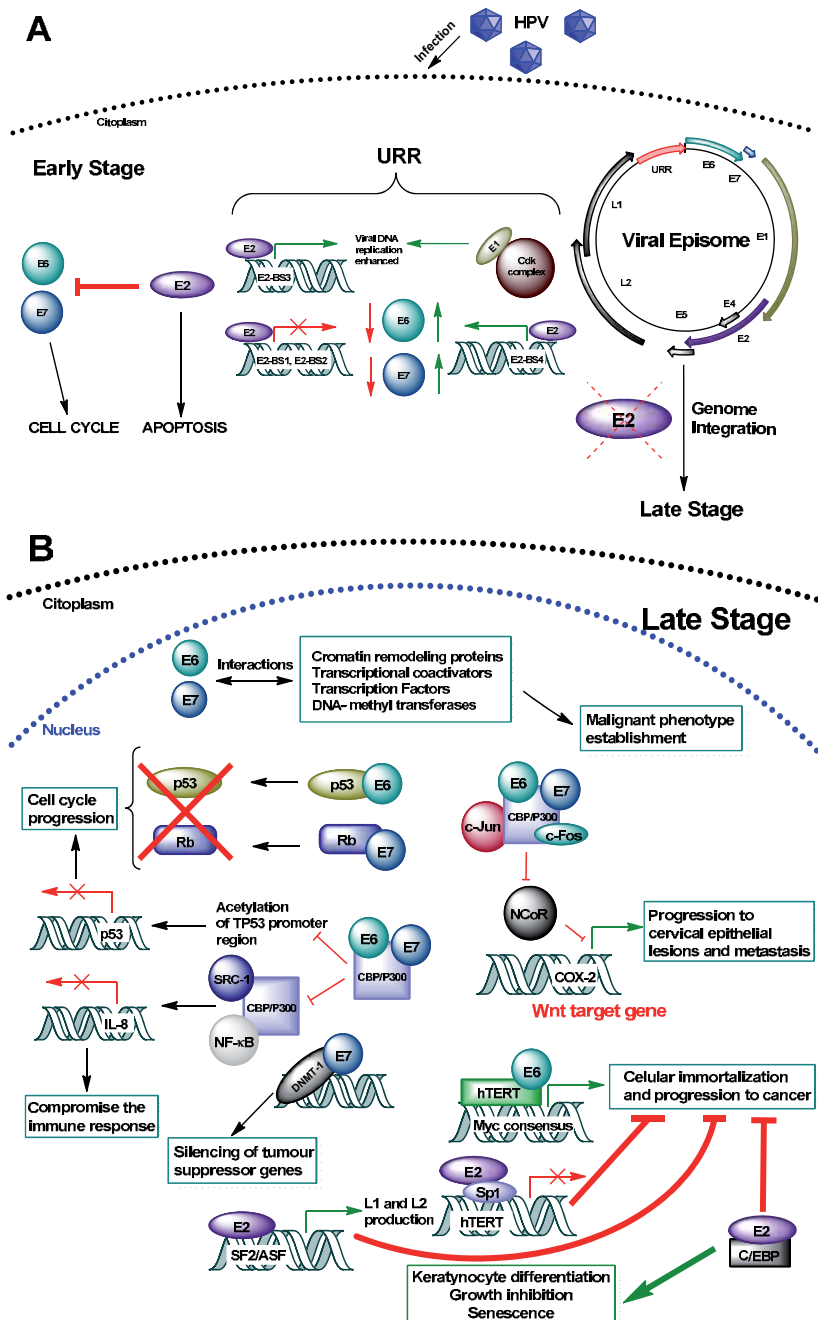 A
HPV
Infection
Citoplasm
Early Stage
URR
E6
E7
E2
CELL CYCLE
APOPTOSIS
E2
E2-BS3
Viral DNA
replication
enhanced
E1
Cdk
complex
E2
E2-BS1, E2-BS2
E6
E7
E2
E2-BS4
URR
E6
E7
L1
E1
Viral Episome
L2
E4
E5
E2
E2
Genome
Integration
Late Stage
B
Citoplasm
Late Stage
Nucleus
E6
E7
Interactions
Cromatin remodeling proteins
Transcriptional coactivators
Transcription Factors
DNA- methyl transferases
Malignant phenotype
establishment
Cell cycle
progression
p53
Rb
p53
E6
Rb
E7
E6
E7
CBP/P300
c-Jun
c-Fos
NCoR
COX-2
Wnt target gene
Progression to
cervical epithelial
lesions and metastasis
p53
Acetylation
of TP53 promoter
region
E6
E7
CBP/P300
SRC-1
CBP/P300
NF-κB
IL-8
Compromise the
immune response
DNMT-1
E7
Silencing of tumour
suppressor genes
E6
hTERT
Myc consensus
Celular immortalization
and progression to cancer
E2
Sp1
hTERT
E2
SF2/ASF
L1 and L2
production
E2
C/EBP
Keratynocyte differentiation
Growth inhibition
Senescence